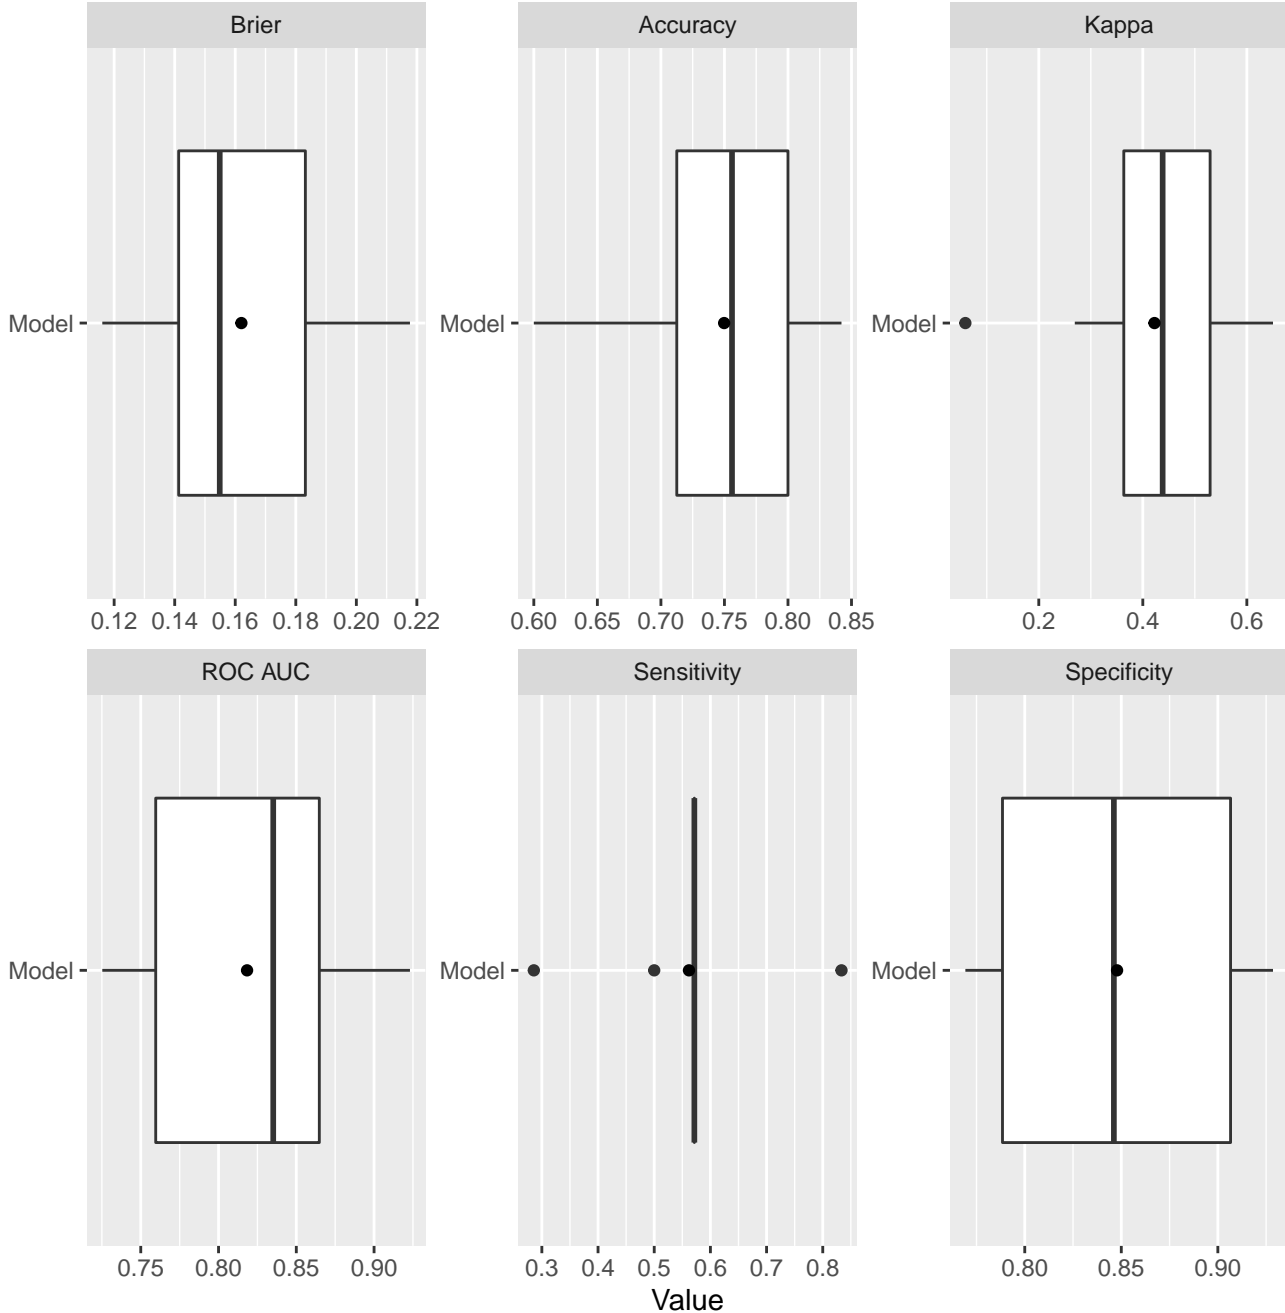 Brier Accuracy Kappa
Model Model Model
0.12 0.14 0.16 0.18 0.20 0.22 0.60 0.65 0.70 0.75 0.80 0.85 0.2 0.4 0.6
ROC AUC Sensitivity Specificity
Model Model Model
0.75 0.80 0.85 0.90 0.3 0.4 0.5 0.6 0.7 0.8 0.80 0.85 0.90
Value